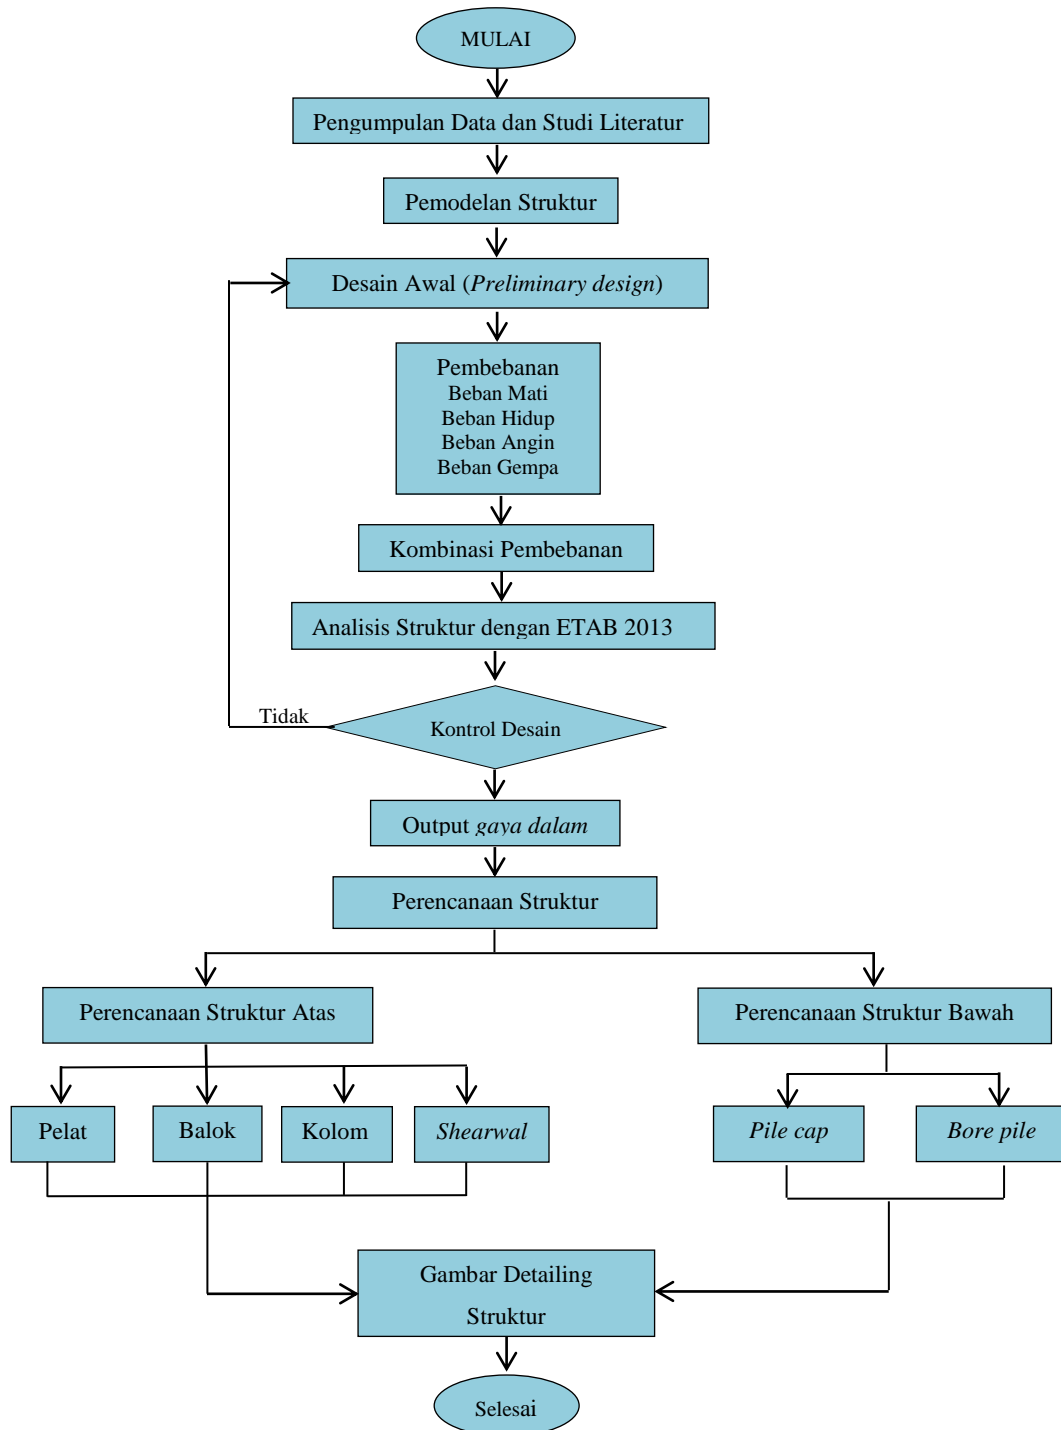 MULAI
Pengumpulan Data dan Studi Literatur
Pemodelan Struktur
Desain Awal (Preliminary design)
Pembebanan
Beban Mati
Beban Hidup
Beban Angin
Beban Gempa
Kombinasi Pembebanan
Analisis Struktur dengan ETAB 2013
Tidak
Kontrol Desain
Output gaya dalam
Perencanaan Struktur
Perencanaan Struktur Atas
Perencanaan Struktur Bawah
Pelat
Balok
Kolom
Shearwal
Pile cap
Bore pile
Gambar Detailing
Struktur
Selesai